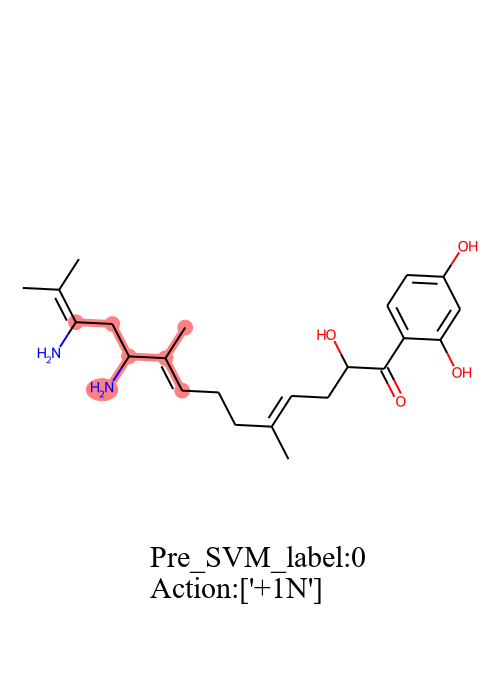 OH
HO
H2N
OH
H2N
O
Pre_SVM_label:0
Action:['+1N']